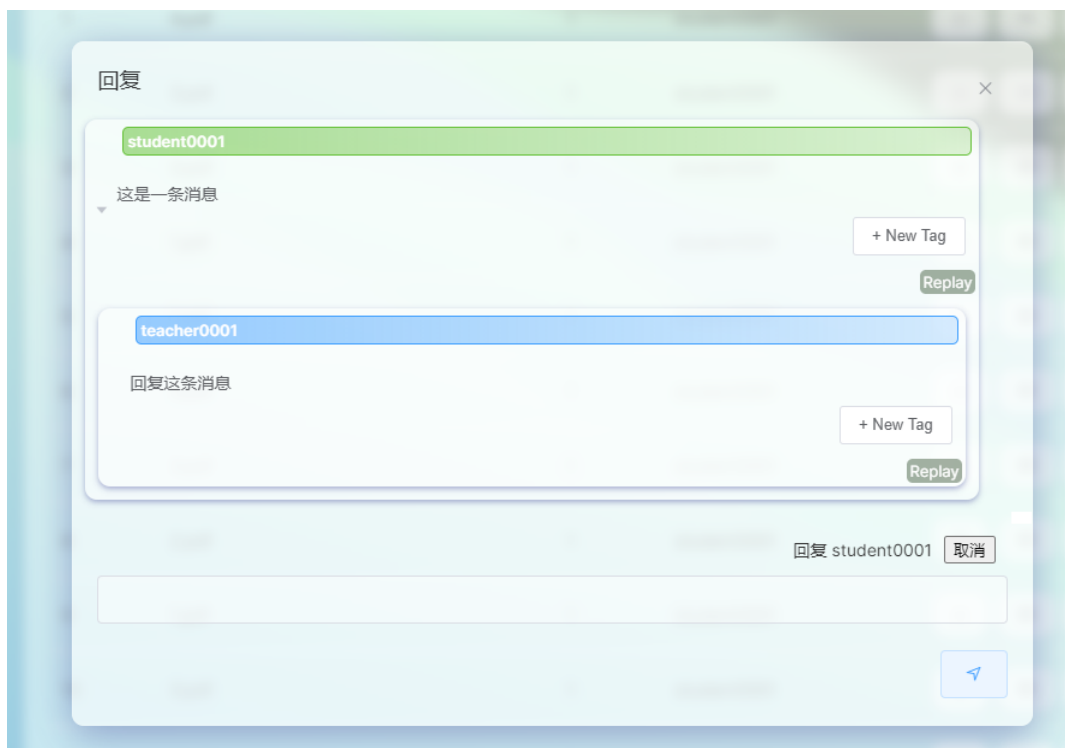 回复
student0001
这是一条消息
+ New Tag
Replay
teacher0001
回复这条消息
+ New Tag
Replay
回复 student0001 取消